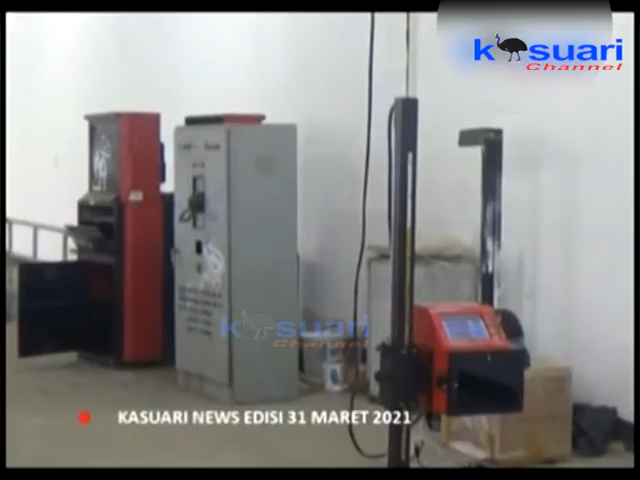 kasuari
Channel
kasuari
Channel
KASUARI NEWS EDISI 31 MARET 2021